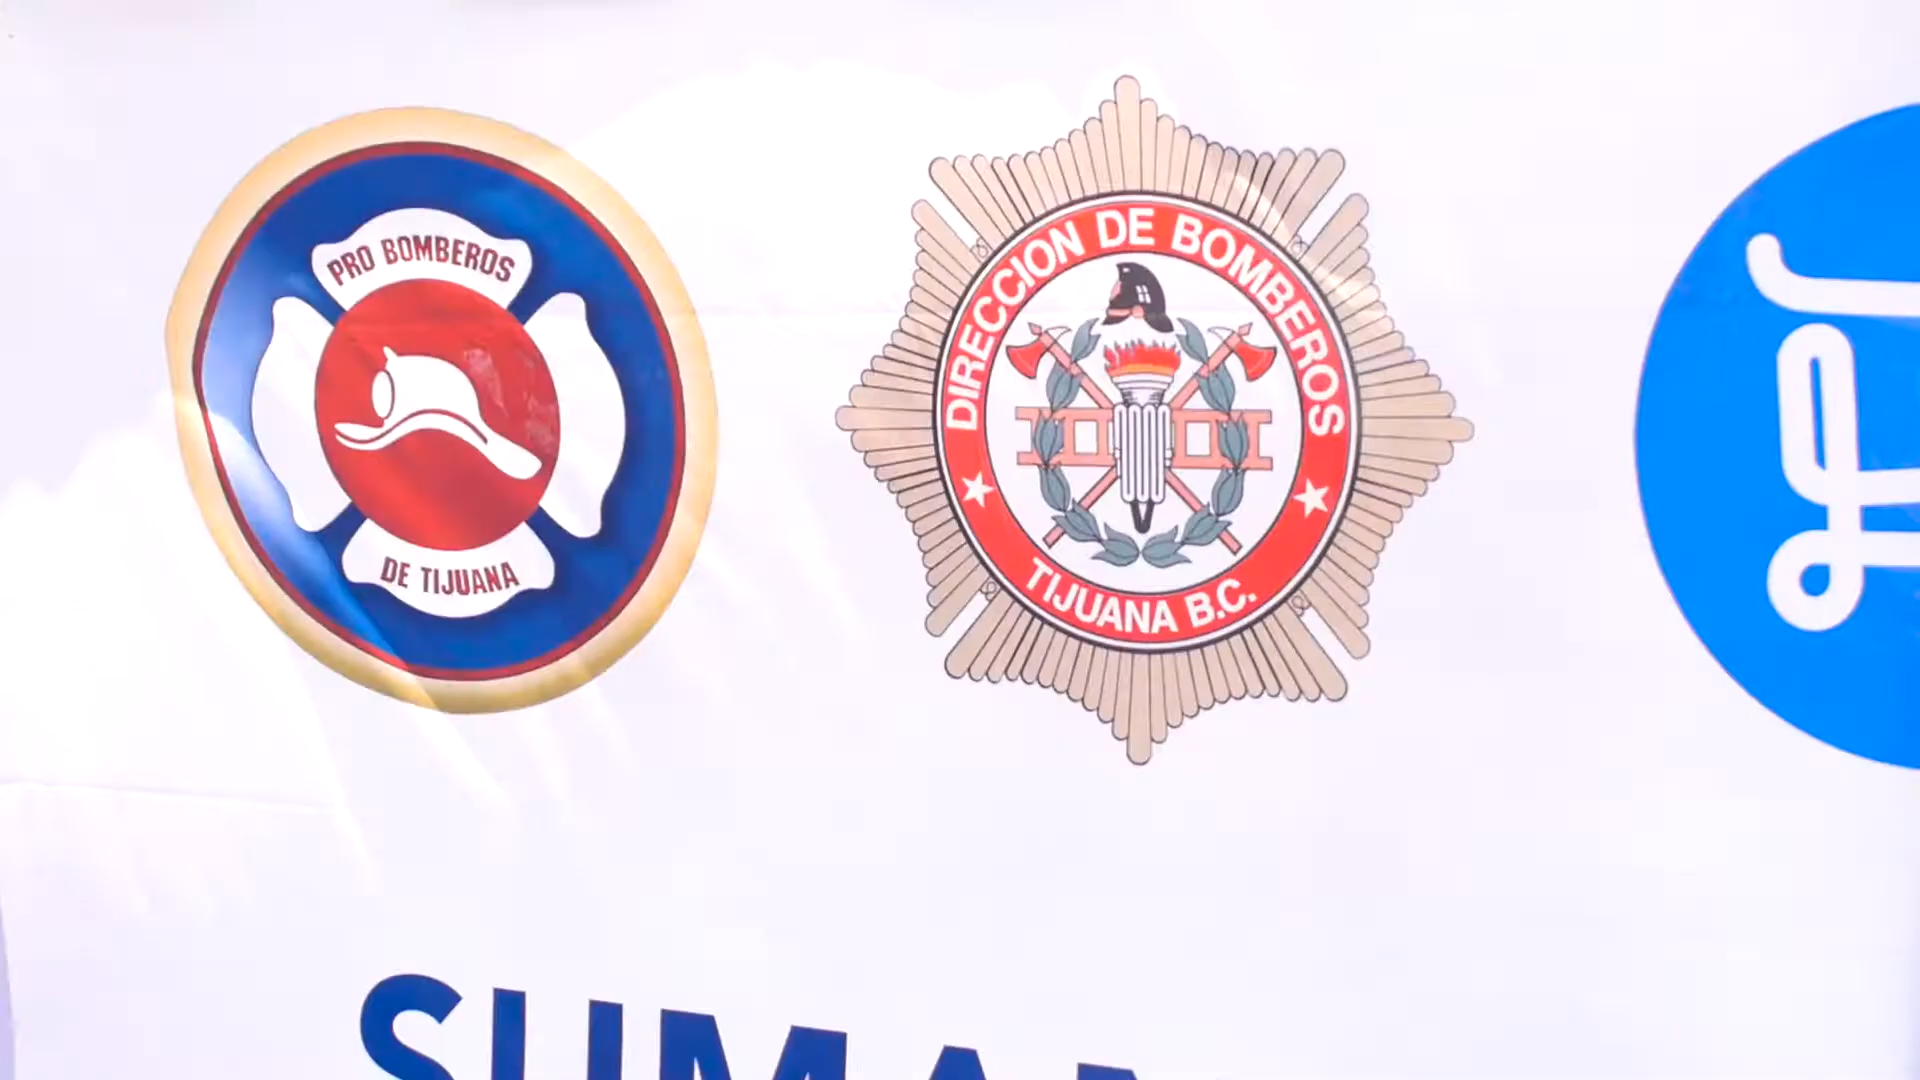 PRO BOMBEROS
DE TIJUANA
DIRECCION DE BOMBEROS
TIJUANA B.C.